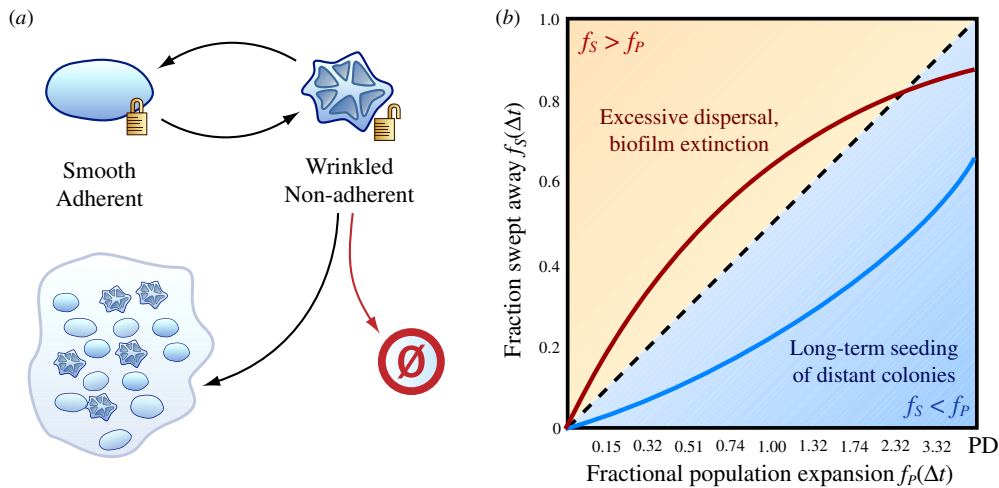 (a)
Smooth
Adherent
Wrinkled
Non-adherent
Ø
(b)
Fraction swept away f_S(Δt)
1.0
0.8
0.6
0.4
0.2
0
f_S > f_P
Excessive dispersal,
biofilm extinction
Long-term seeding
of distant colonies
f_S < f_P
0.15 0.32 0.51 0.74 1.00 1.32 1.74 2.32 3.32 PD
Fractional population expansion f_P(Δt)